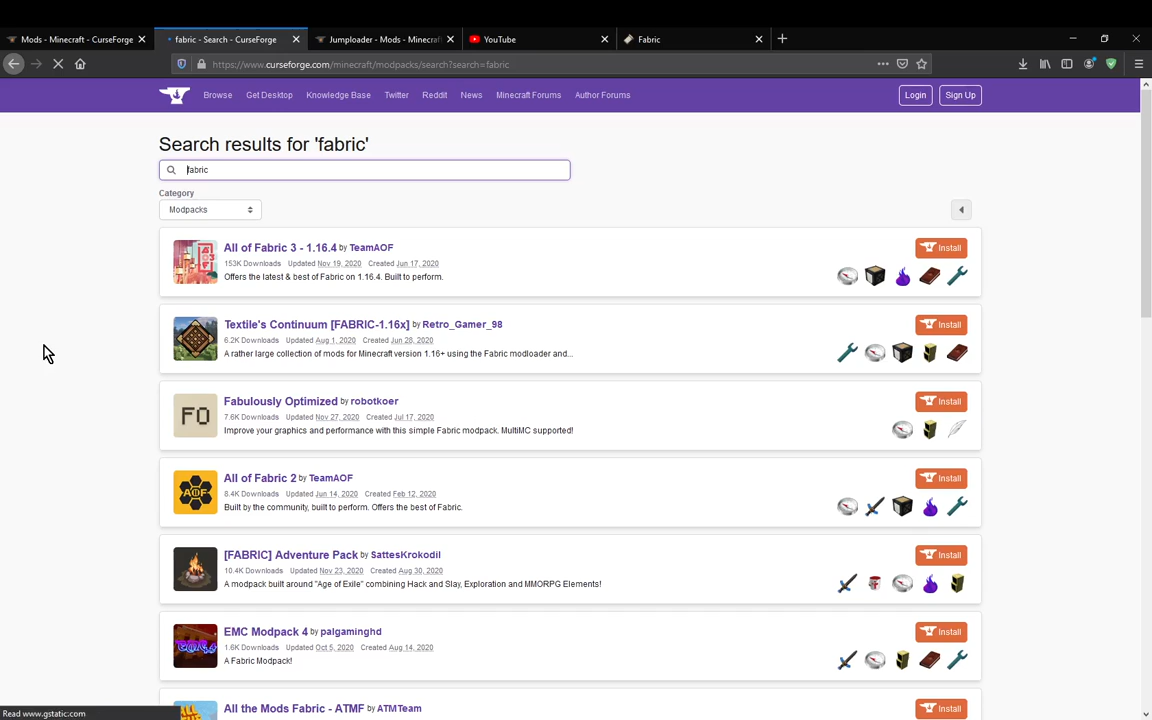 Mods - Minecraft - CurseForge
fabric - Search - CurseForge
Jumploader - Mods - Minecraf
YouTube
Fabric
https://www.curseforge.com/minecraft/modpacks/search?search=fabric
Browse
Get Desktop
Knowledge Base
Twitter
Reddit
News
Minecraft Forums
Author Forums
Login
Sign Up
Search results for 'fabric'
fabric
Category
Modpacks
All of Fabric 3 - 1.16.4 by TeamAOF
Install
153K Downloads Updated Nov 19, 2020 Created Jun 17, 2020
Offers the latest & best of Fabric on 1.16.4. Built to perform.
Textile's Continuum [FABRIC-1.16x] by Retro_Gamer_98
Install
6.2K Downloads Updated Aug 1, 2020 Created Jun 28, 2020
A rather large collection of mods for Minecraft version 1.16+ using the Fabric modloader and...
Fabulously Optimized by robotkoer
Install
FO
7.6K Downloads Updated Nov 27, 2020 Created Jul 17, 2020
Improve your graphics and performance with this simple Fabric modpack. MultiMC supported!
All of Fabric 2 by TeamAOF
Install
8.4K Downloads Updated Jun 14, 2020 Created Feb 12, 2020
Built by the community, built to perform. Offers the best of Fabric.
[FABRIC] Adventure Pack by SattesKrokodil
Install
10.4K Downloads Updated Nov 23, 2020 Created Aug 30, 2020
A modpack built around "Age of Exile" combining Hack and Slay, Exploration and MMORPG Elements!
EMC Modpack 4 by palgaminghd
Install
1.6K Downloads Updated Oct 5, 2020 Created Aug 14, 2020
A Fabric Modpack!
All the Mods Fabric - ATMF by ATMTeam
Install
Read www.gstatic.com